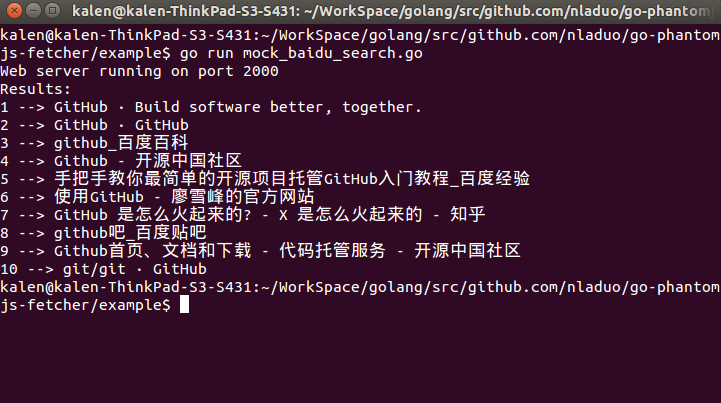 kalen@kalen-ThinkPad-S3-S431: ~/WorkSpace/golang/src/github.com/nladuo/go-phantomj
kalen@kalen-ThinkPad-S3-S431:~/WorkSpace/golang/src/github.com/nladuo/go-phantom
js-fetcher/example$ go run mock_baidu_search.go
Web server running on port 2000
Results:
1 --> GitHub · Build software better, together.
2 --> GitHub · GitHub
3 --> github_百度百科
4 --> Github - 开源中国社区
5 --> 手把手教你最简单的开源项目托管GitHub入门教程_百度经验
6 --> 使用GitHub - 廖雪峰的官方网站
7 --> GitHub 是怎么火起来的? - X 是怎么火起来的 - 知乎
8 --> github吧_百度贴吧
9 --> Github首页、文档和下载 - 代码托管服务 - 开源中国社区
10 --> git/git · GitHub
kalen@kalen-ThinkPad-S3-S431:~/WorkSpace/golang/src/github.com/nladuo/go-phantom
js-fetcher/example$